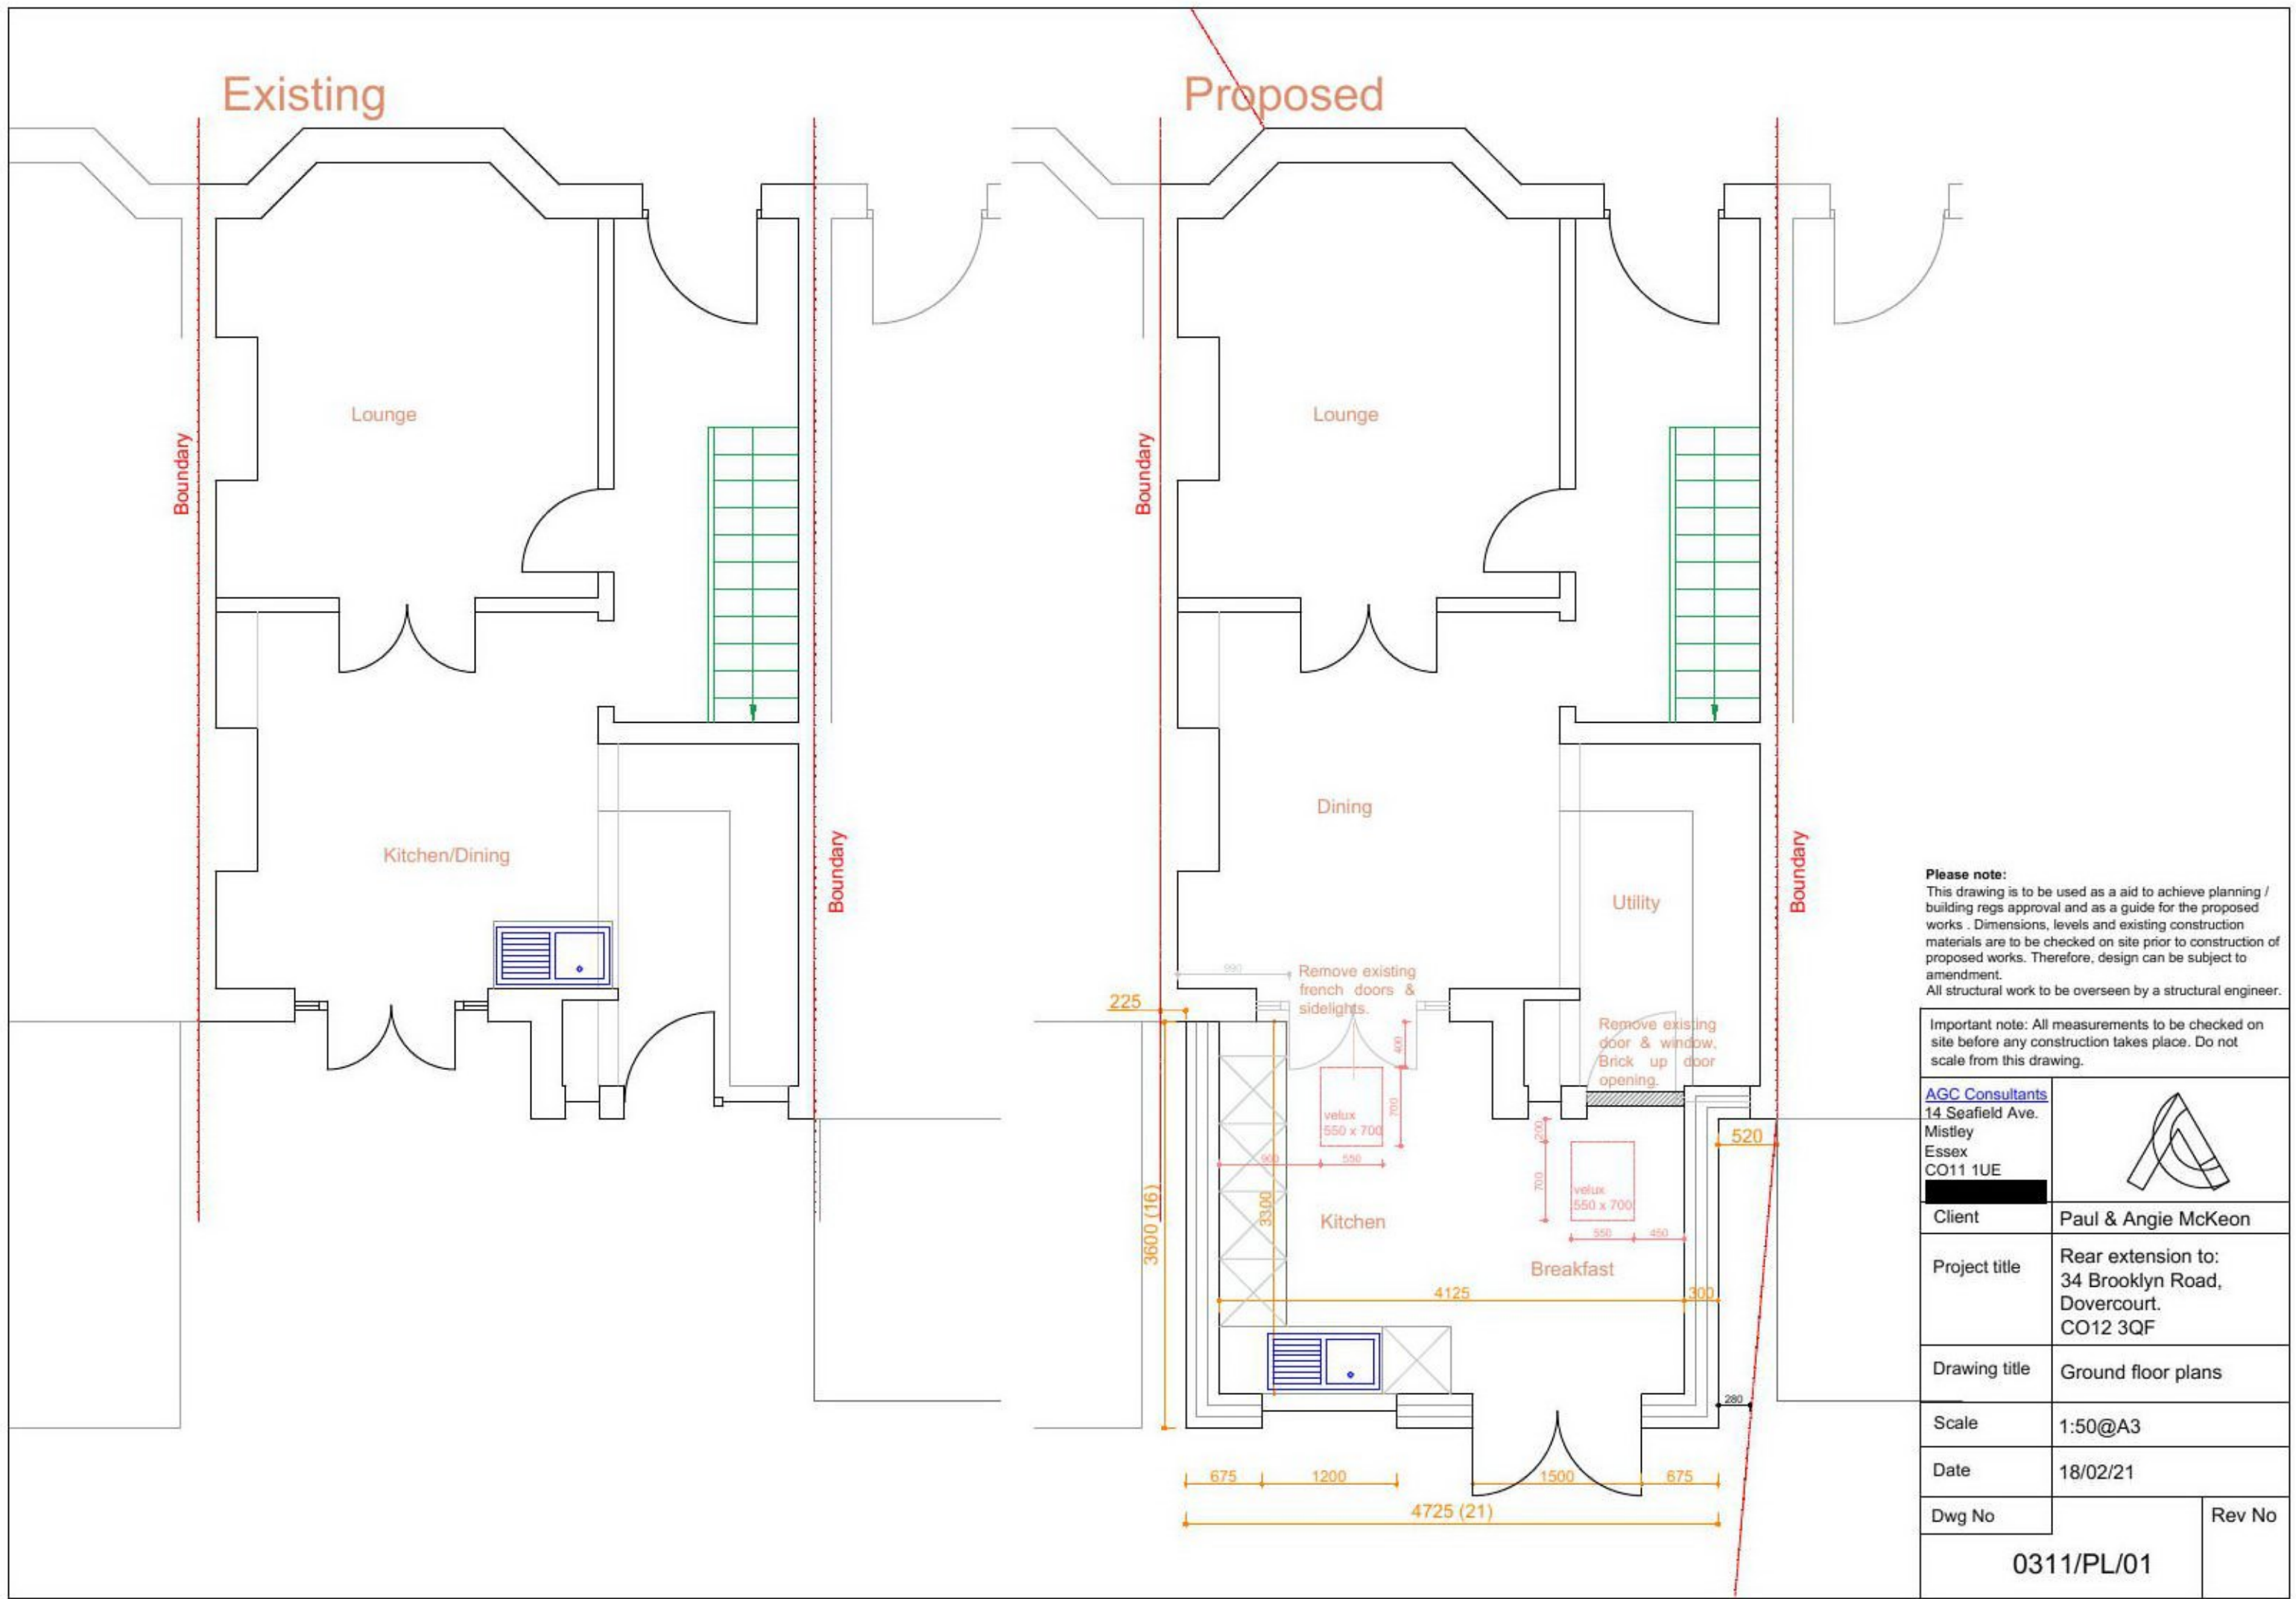 Existing
Proposed
Lounge
Boundary
Kitchen/Dining
Boundary
Lounge
Boundary
Dining
Utility
Boundary
990
Remove existing
french doors &
sidelights.
225
Remove existing
door & window,
Brick up door
opening.
400
velux
550 x 700
700
960
550
200
700
velux
550 x 700
550
450
520
3600 (16)
3300
Kitchen
Breakfast
4125
300
280
675
1200
1500
675
4725 (21)
Please note:
This drawing is to be used as a aid to achieve planning /
building regs approval and as a guide for the proposed
works . Dimensions, levels and existing construction
materials are to be checked on site prior to construction of
proposed works. Therefore, design can be subject to
amendment.
All structural work to be overseen by a structural engineer.
Important note: All measurements to be checked on
site before any construction takes place. Do not
scale from this drawing.
AGC Consultants
14 Seafield Ave.
Mistley
Essex
CO11 1UE
Client
Paul & Angie McKeon
Project title
Rear extension to:
34 Brooklyn Road,
Dovercourt.
CO12 3QF
Drawing title
Ground floor plans
Scale
1:50@A3
Date
18/02/21
Dwg No
Rev No
0311/PL/01